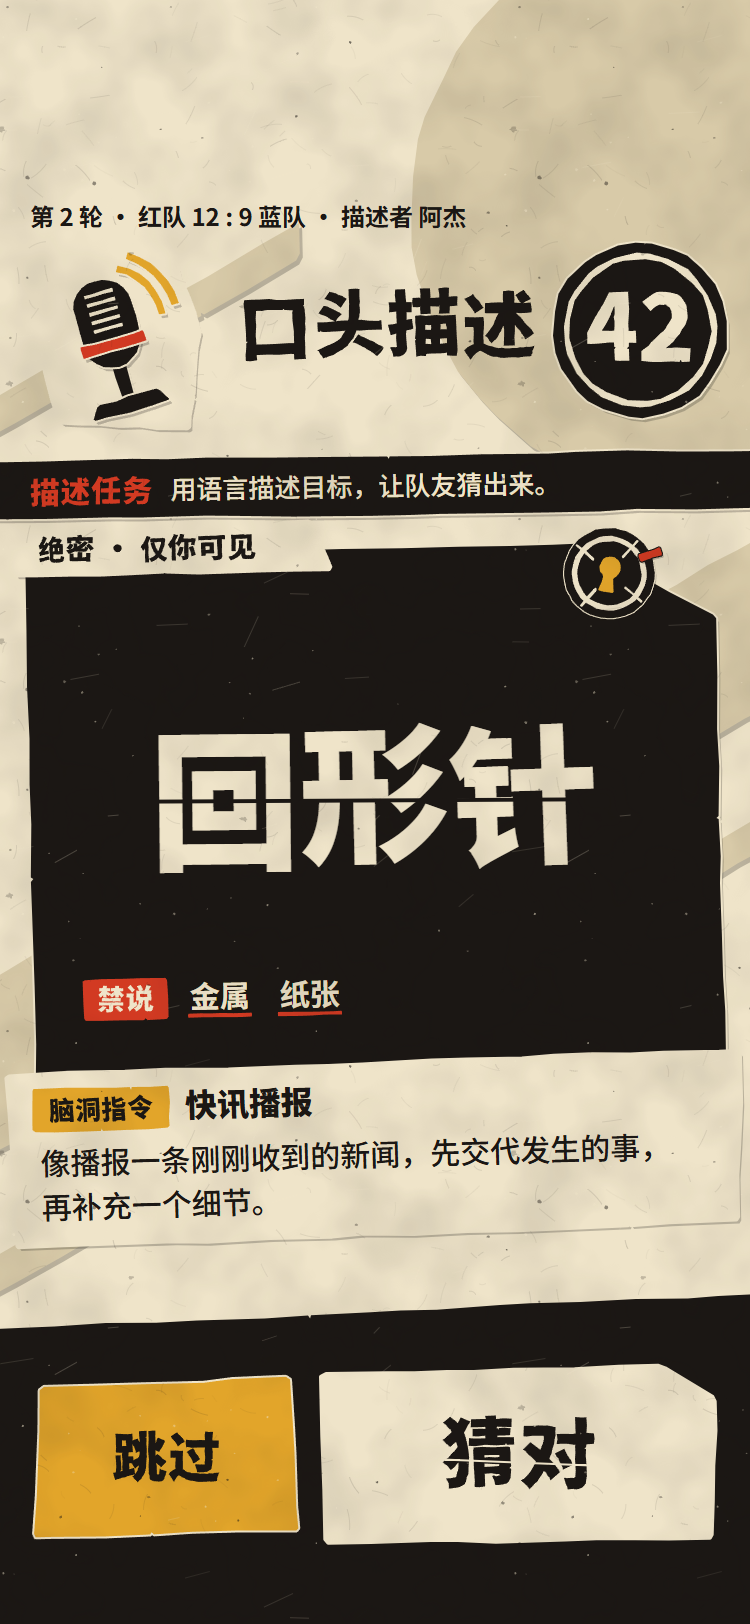 第 2 轮 · 红队 12 : 9 蓝队 · 描述者 阿杰
口头描述
42
描述任务 用语言描述目标，让队友猜出来。
绝密 · 仅你可见
回形针
禁说 金属 纸张
脑洞指令 快讯播报
像播报一条刚刚收到的新闻，先交代发生的事，
再补充一个细节。
跳过
猜对